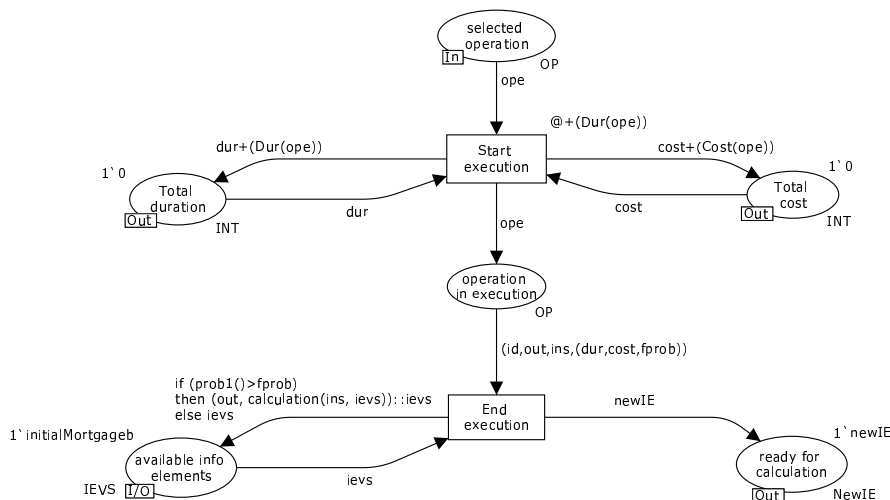 selected
operation
In
OP
ope
@+(Dur(ope))
dur+(Dur(ope))
cost+(Cost(ope))
Start
execution
1`0
1`0
Total
duration
Out
INT
dur
cost
Total
cost
Out
INT
ope
operation
in execution
OP
(id,out,ins,(dur,cost,fprob))
if (prob1()>fprob)
then (out, calculation(ins, ievs))::ievs
else ievs
newIE
End
execution
1`initialMortgageb
1`newIE
available info
elements
IEVS
I/O
ievs
ready for
calculation
Out
NewIE